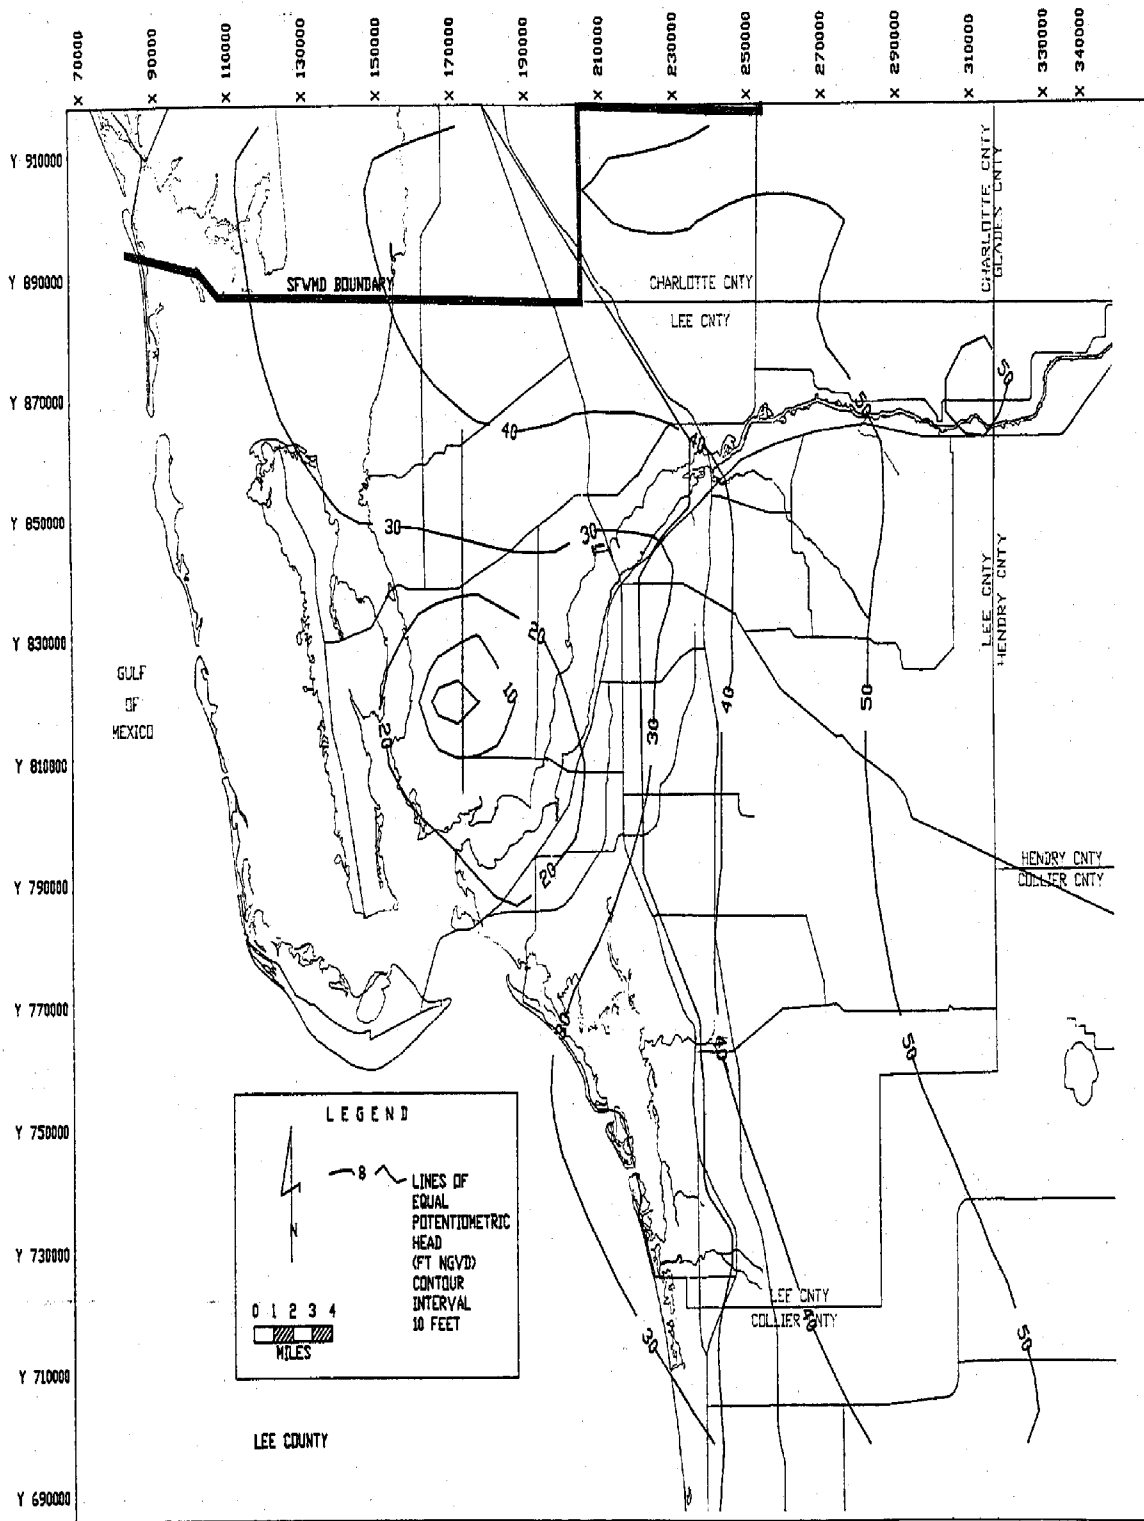 X 70000
X 90000
X 110000
X 130000
X 150000
X 170000
X 190000
X 210000
X 230000
X 250000
X 270000
X 290000
X 310000
X 330000
X 340000
Y 910000
CHARLOTTE CNTY
GLADES CNTY
Y 890000
SFWMD BOUNDARY
CHARLOTTE CNTY
LEE CNTY
50
Y 870000
50
40
40
Y 850000
30
30
LEE CNTY
HENDRY CNTY
Y 830000
20
GULF
OF
MEXICO
10
40
50
20
30
Y 810800
HENDRY CNTY
COLLIER CNTY
20
Y 790000
Y 770000
30
40
50
LEGEND
Y 750000
8
LINES OF
EQUAL
POTENTIOMETRIC
HEAD
(FT NGVD)
CONTOUR
INTERVAL
10 FEET
N
Y 730000
0 1 2 3 4
MILES
LEE CNTY
COLLIER CNTY
40
30
50
Y 710000
LEE COUNTY
Y 690000